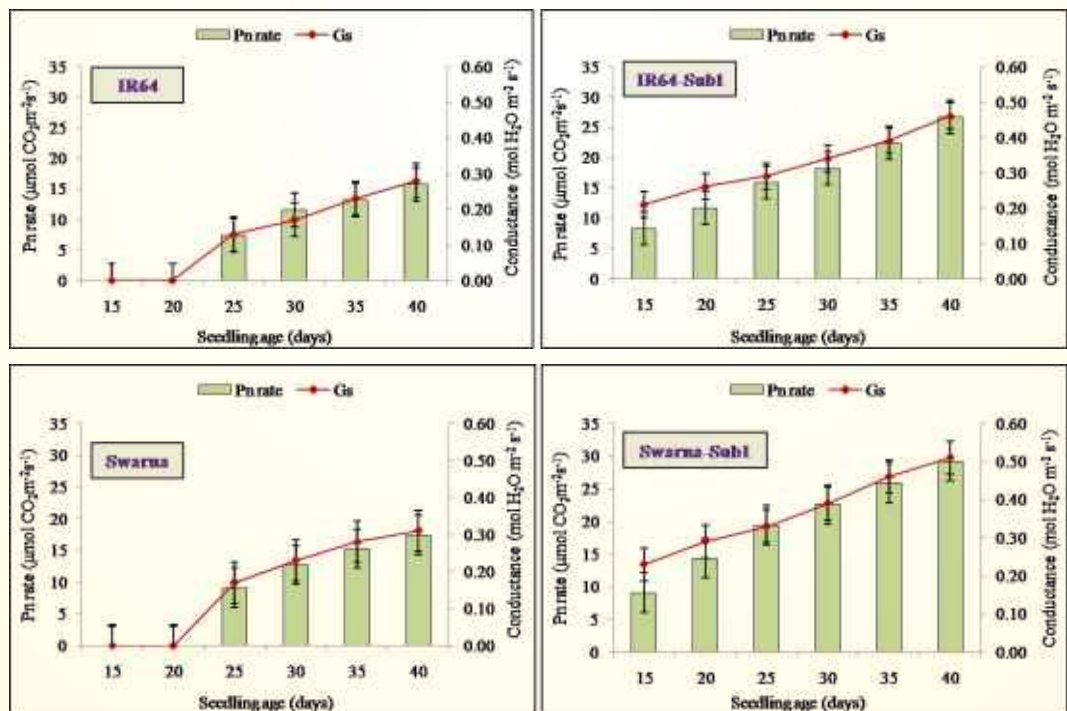 Pn rate Gs
IR64
35
30
25
20
15
10
5
0
Pn rate (µmol CO₂m⁻²s⁻¹)
0.60
0.50
0.40
0.30
0.20
0.10
0.00
Conductance (mol H₂O m⁻² s⁻¹)
15 20 25 30 35 40
Seedling age (days)
Pn rate Gs
IR64-Sub1
35
30
25
20
15
10
5
0
Pn rate (µmol CO₂m⁻²s⁻¹)
0.60
0.50
0.40
0.30
0.20
0.10
0.00
Conductance (mol H₂O m⁻² s⁻¹)
15 20 25 30 35 40
Seedling age (days)
Pn rate Gs
Swarna
35
30
25
20
15
10
5
0
Pn rate (µmol CO₂m⁻²s⁻¹)
0.60
0.50
0.40
0.30
0.20
0.10
0.00
Conductance (mol H₂O m⁻² s⁻¹)
15 20 25 30 35 40
Seedling age (days)
Pn rate Gs
Swarna-Sub1
35
30
25
20
15
10
5
0
Pn rate (µmol CO₂m⁻²s⁻¹)
0.60
0.50
0.40
0.30
0.20
0.10
0.00
Conductance (mol H₂O m⁻² s⁻¹)
15 20 25 30 35 40
Seedling age (days)